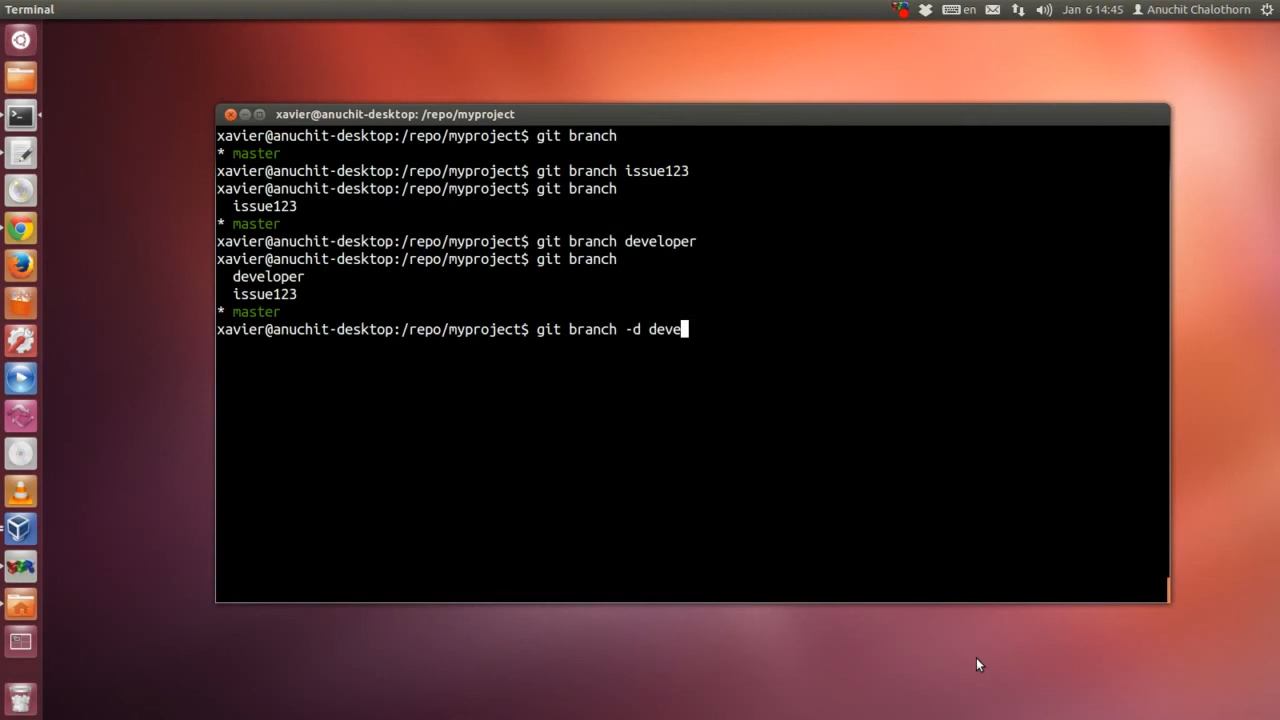 Terminal
en
Jan 6 14:45
Anuchit Chalothorn
xavier@anuchit-desktop: /repo/myproject
xavier@anuchit-desktop:/repo/myproject$ git branch
* master
xavier@anuchit-desktop:/repo/myproject$ git branch issue123
xavier@anuchit-desktop:/repo/myproject$ git branch
issue123
* master
xavier@anuchit-desktop:/repo/myproject$ git branch developer
xavier@anuchit-desktop:/repo/myproject$ git branch
developer
issue123
* master
xavier@anuchit-desktop:/repo/myproject$ git branch -d deve